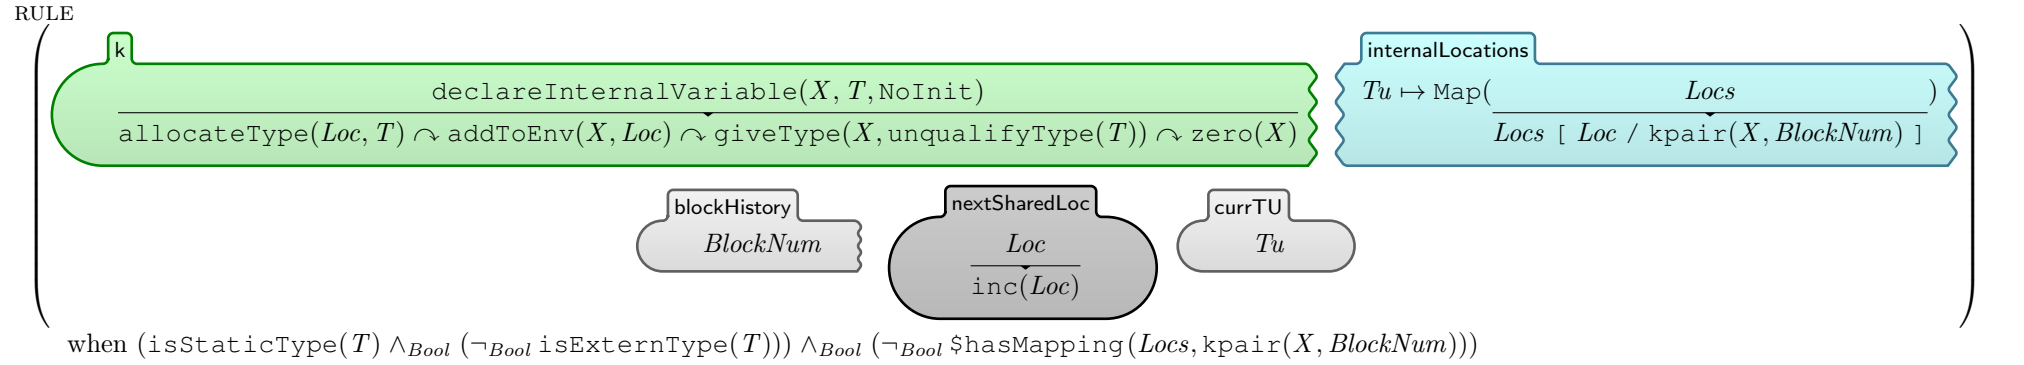 RULE
k
internalLocations
declareInternalVariable(X, T,NoInit)
Tu ↦ Map( Locs )
allocateType(Loc, T) ↷ addToEnv(X, Loc) ↷ giveType(X,unqualifyType(T)) ↷ zero(X)
Locs [ Loc / kpair(X, BlockNum) ]
blockHistory
nextSharedLoc
currTU
BlockNum
Loc
Tu
inc(Loc)
when (isStaticType(T) ∧Bool (¬Bool isExternType(T))) ∧Bool (¬Bool $hasMapping(Locs,kpair(X, BlockNum)))